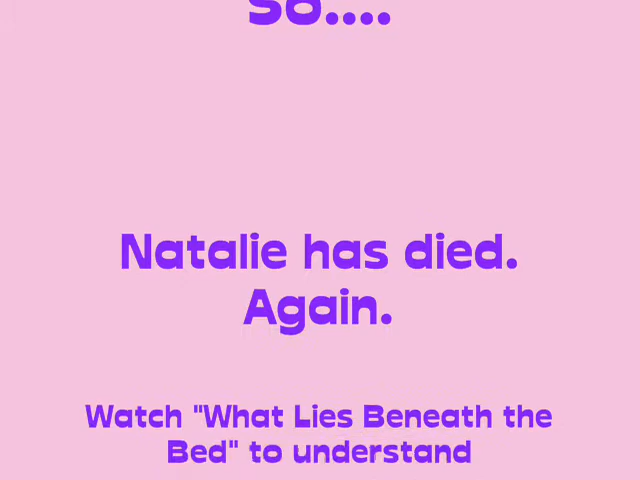 So....
Natalie has died.
Again.
Watch "What Lies Beneath the
Bed" to understand